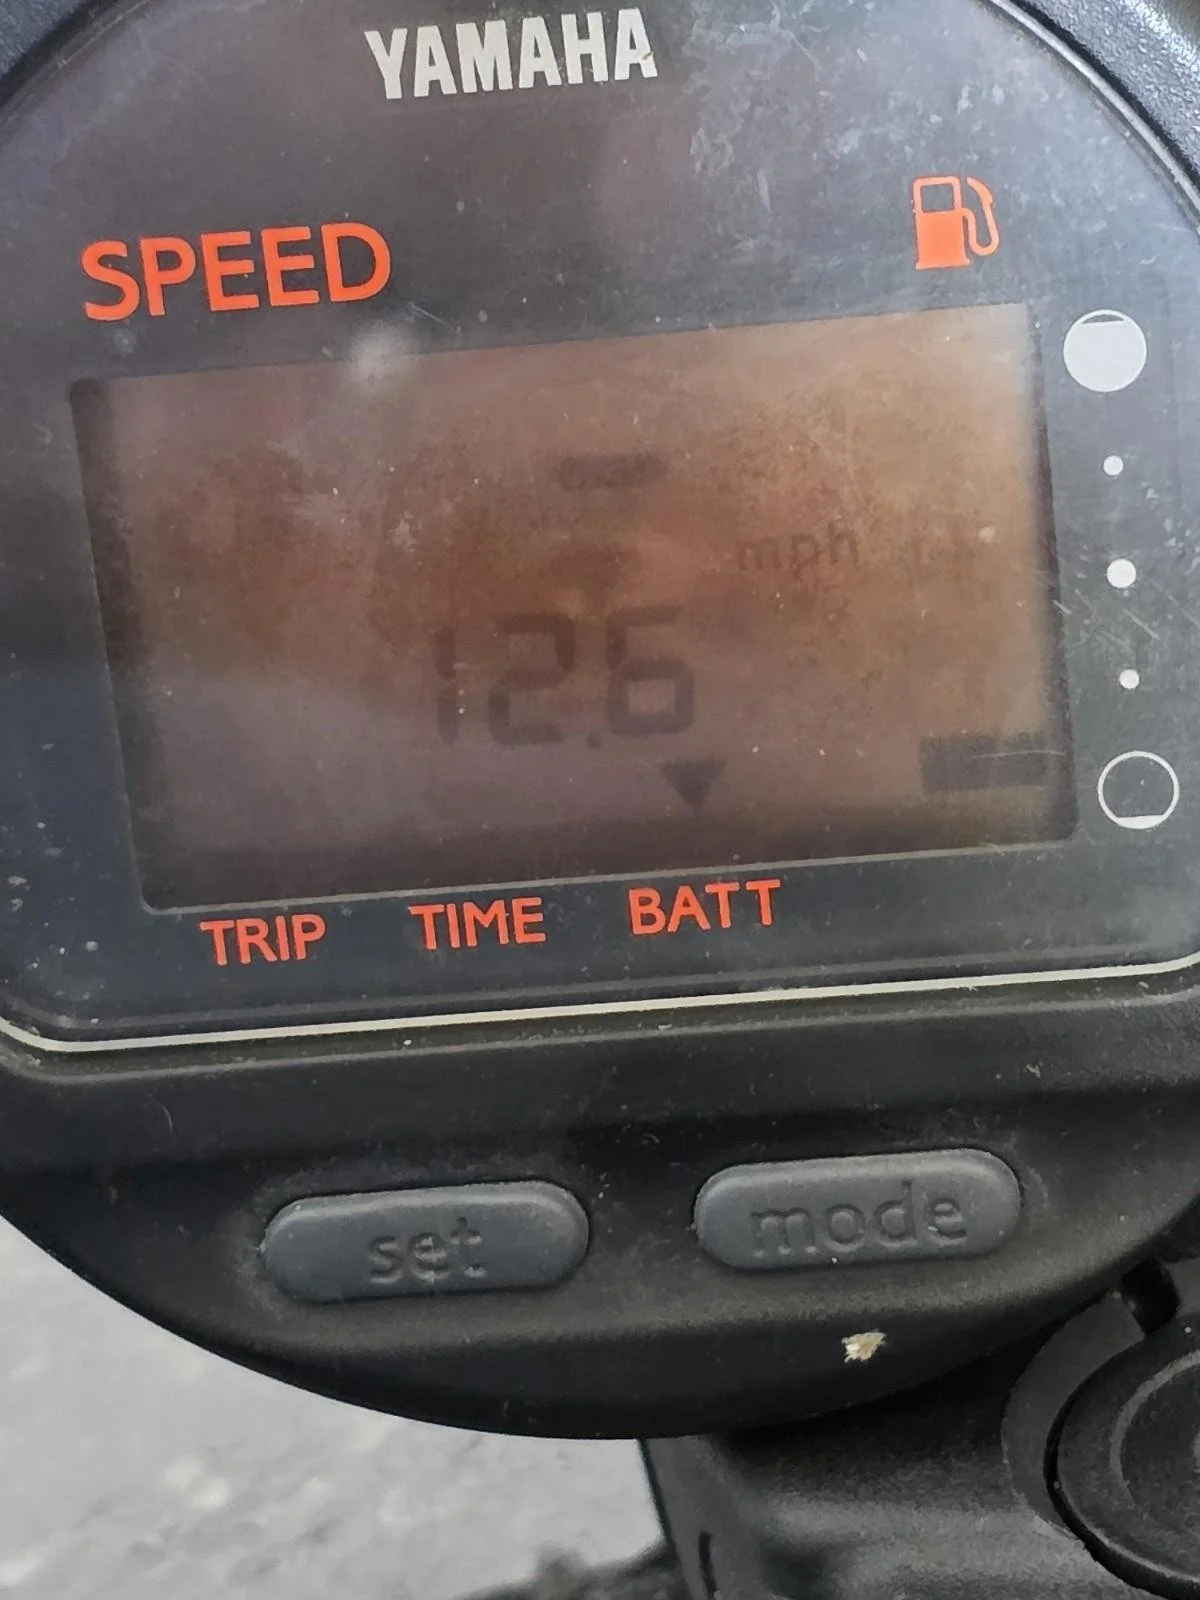 YAMAHA
SPEED
mph
12.6
TRIP TIME BATT
set mode